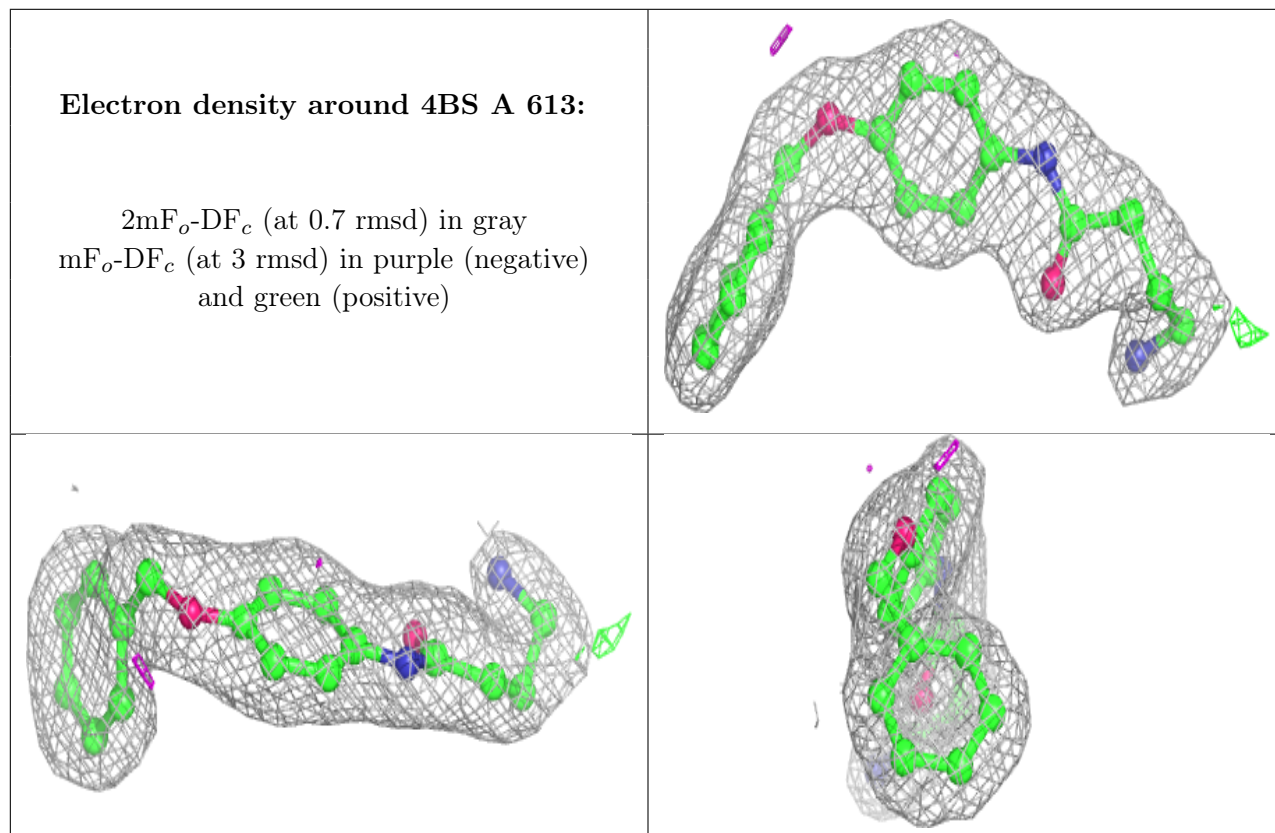 Electron density around 4BS A 613:
2mFo-DFc (at 0.7 rmsd) in gray
mFo-DFc (at 3 rmsd) in purple (negative)
and green (positive)